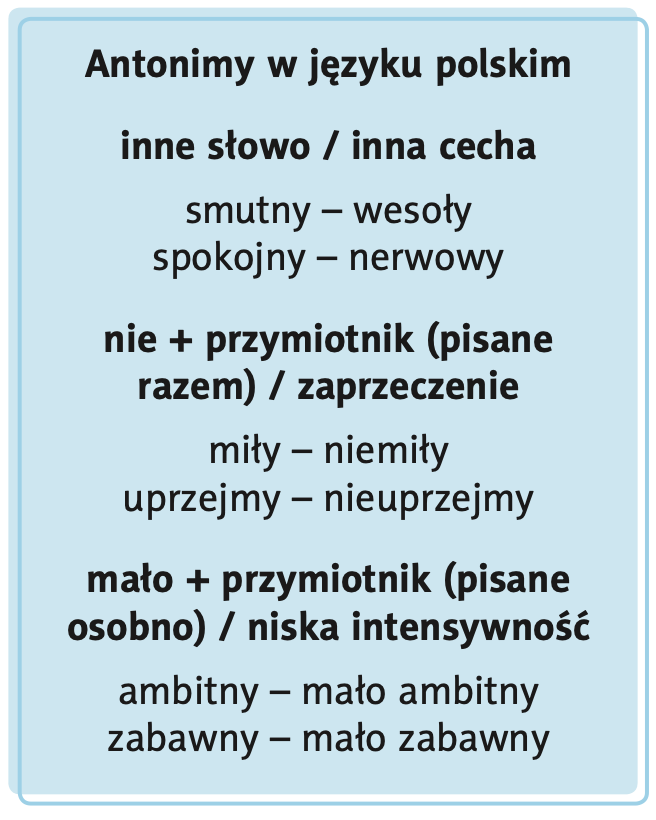 Antonimy w języku polskim
inne słowo / inna cecha
smutny – wesoły
spokojny – nerwowy
nie + przymiotnik (pisane
razem) / zaprzeczenie
miły – niemiły
uprzejmy – nieuprzejmy
mało + przymiotnik (pisane
osobno) / niska intensywność
ambitny – mało ambitny
zabawny – mało zabawny